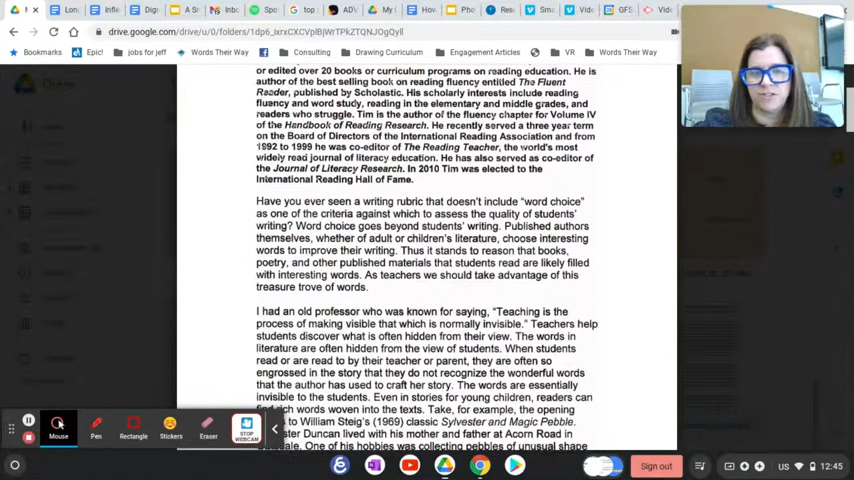 Lond
Infle
Digi
A S
Inbo
Spo
top
ADV
My
How
Pho
Res
Sma
Vide
GFS
Vide
drive.google.com/drive/u/0/folders/1dp6_ixrxCXCVplBjWrTPkZTQNJOqQyIl
Bookmarks
Epic!
jobs for jeff
Words Their Way
Consulting
Drawing Curriculum
Engagement Articles
VR
Words Their Way
Drive
or edited over 20 books or curriculum programs on reading education. He is
author of the best selling book on reading fluency entitled The Fluent
Reader, published by Scholastic. His scholarly interests include reading
fluency and word study, reading in the elementary and middle grades, and
readers who struggle. Tim is the author of the fluency chapter for Volume IV
of the Handbook of Reading Research. He recently served a three year term
on the Board of Directors of the International Reading Association and from
1992 to 1999 he was co-editor of The Reading Teacher, the world's most
widely read journal of literacy education. He has also served as co-editor of
the Journal of Literacy Research. In 2010 Tim was elected to the
International Reading Hall of Fame.
Have you ever seen a writing rubric that doesn't include "word choice"
as one of the criteria against which to assess the quality of students'
writing? Word choice goes beyond students' writing. Published authors
themselves, whether of adult or children's literature, choose interesting
words to improve their writing. Thus it stands to reason that books,
poetry, and other published materials that students read are likely filled
with interesting words. As teachers we should take advantage of this
treasure trove of words.
I had an old professor who was known for saying, "Teaching is the
process of making visible that which is normally invisible." Teachers help
students discover what is often hidden from their view. The words in
literature are often hidden from the view of students. When students
read or are read to by their teacher or parent, they are often so
engrossed in the story that they do not recognize the wonderful words
that the author has used to craft her story. The words are essentially
invisible to the students. Even in stories for young children, readers can
find rich words woven into the texts. Take, for example, the opening
to William Steig's (1969) classic Sylvester and Magic Pebble.
ster Duncan lived with his mother and father at Acorn Road in
dale. One of his hobbies was collecting pebbles of unusual shape
Mouse
Pen
Rectangle
Stickers
Eraser
STOP
WEBCAM
Sign out
US
12:45